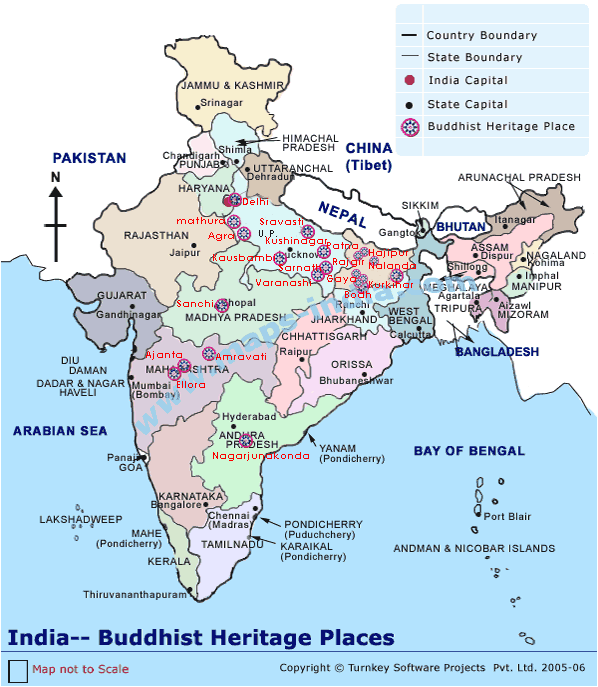 Country Boundary
State Boundary
India Capital
State Capital
Buddhist Heritage Place
JAMMU & KASHMIR
Srinagar
HIMACHAL
PRADESH
CHINA
(Tibet)
PAKISTAN
Shimla
Chandigarh
PUNJAB
UTTARANCHAL
Dehradun
ARUNACHAL PRADESH
N
HARYANA
Delhi
NEPAL
SIKKIM
BHUTAN
Itanagar
mathura
Sravasti
Gangtok
RAJASTHAN
Agra
U.P.
Kushinagar
ASSAM
Dispur
NAGALAND
Kohima
Jaipur
Kausambi
Lucknow
Patna
Hajipur
Rajgir
Nalanda
Shillong
Imphal
MEGHALAYA
MANIPUR
Sarnath
Varanashi
Gaya
Kurkihar
Bodh
Agartala
TRIPURA
Aizawl
MIZORAM
GUJARAT
Gandhinagar
Sanchi
Bhopal
MADHYA PRADESH
Ranchi
JHARKHAND
WEST
BENGAL
Calcutta
CHHATTISGARH
Raipur
BANGLADESH
DIU
DAMAN
DADAR & NAGAR
HAVELI
Ajanta
Amravati
MAHARASHTRA
Ellora
Mumbai
(Bombay)
ORISSA
Bhubaneshwar
ARABIAN SEA
Hyderabad
ANDHRA
PRADESH
Nagarjunakonda
YANAM
(Pondicherry)
BAY OF BENGAL
Panaji
GOA
KARNATAKA
Bangalore
Chennai
(Madras)
PONDICHERRY
(Puduchchery)
KARAIKAL
(Pondicherry)
LAKSHADWEEP
MAHE
(Pondicherry)
TAMILNADU
KERALA
Thiruvananthapuram
Port Blair
ANDMAN & NICOBAR ISLANDS
India-- Buddhist Heritage Places
Map not to Scale
Copyright © Turnkey Software Projects Pvt. Ltd. 2005-06